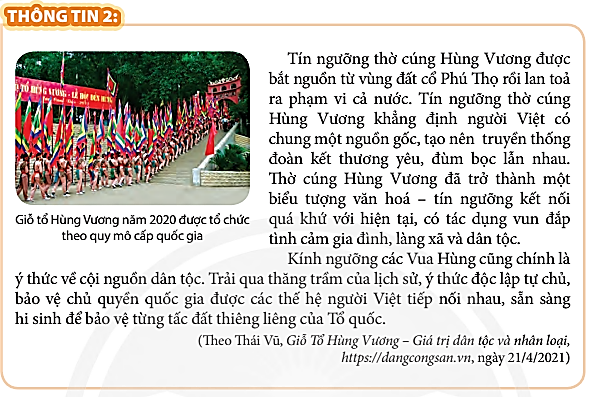 THÔNG TIN 2:
Tín ngưỡng thờ cúng Hùng Vương được
bắt nguồn từ vùng đất cổ Phú Thọ rồi lan toả
ra phạm vi cả nước. Tín ngưỡng thờ cúng
Hùng Vương khẳng định người Việt có
chung một nguồn gốc, tạo nên truyền thống
đoàn kết thương yêu, đùm bọc lẫn nhau.
Thờ cúng Hùng Vương đã trở thành một
biểu tượng văn hoá – tín ngưỡng kết nối
quá khứ với hiện tại, có tác dụng vun đắp
tình cảm gia đình, làng xã và dân tộc.
TỔ HÙNG VƯƠNG - LỄ HỘI ĐỀN HÙNG
Giỗ tổ Hùng Vương năm 2020 được tổ chức
theo quy mô cấp quốc gia
Kính ngưỡng các Vua Hùng cũng chính là
ý thức về cội nguồn dân tộc. Trải qua thăng trầm của lịch sử, ý thức độc lập tự chủ,
bảo vệ chủ quyền quốc gia được các thế hệ người Việt tiếp nối nhau, sẵn sàng
hi sinh để bảo vệ từng tấc đất thiêng liêng của Tổ quốc.
(Theo Thái Vũ, Giỗ Tổ Hùng Vương – Giá trị dân tộc và nhân loại,
https://dangcongsan.vn, ngày 21/4/2021)